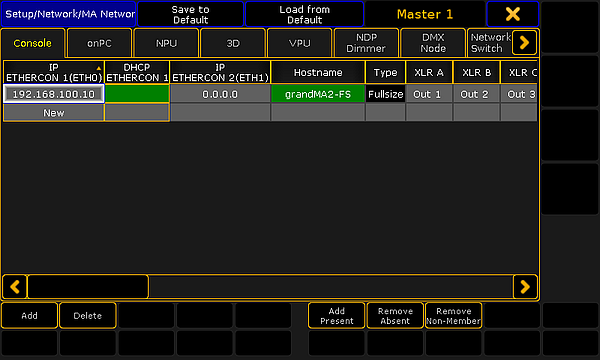 Setup/Network/MA Networ
Save to Default
Load from Default
Master 1
Console
onPC
NPU
3D
VPU
NDP Dimmer
DMX Node
Network Switch
IP ETHERCON 1(ETH0)
DHCP ETHERCON 1
IP ETHERCON 2(ETH1)
Hostname
Type
XLR A
XLR B
XLR C
192.168.100.10
0.0.0.0
grandMA2-FS
Fullsize
Out 1
Out 2
Out 3
New
Add
Delete
Add Present
Remove Absent
Remove Non-Member